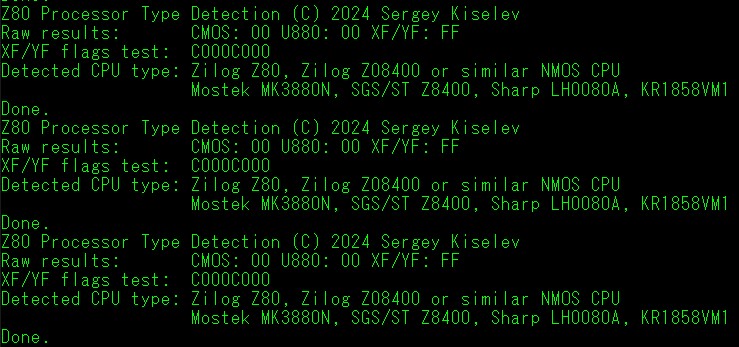 Done.
Z80 Processor Type Detection (C) 2024 Sergey Kiselev
Raw results:       CMOS: 00 U880: 00 XF/YF: FF
XF/YF flags test:  C000C000
Detected CPU type: Zilog Z80, Zilog Z08400 or similar NMOS CPU
                   Mostek MK3880N, SGS/ST Z8400, Sharp LH0080A, KR1858VM1
Done.
Z80 Processor Type Detection (C) 2024 Sergey Kiselev
Raw results:       CMOS: 00 U880: 00 XF/YF: FF
XF/YF flags test:  C000C000
Detected CPU type: Zilog Z80, Zilog Z08400 or similar NMOS CPU
                   Mostek MK3880N, SGS/ST Z8400, Sharp LH0080A, KR1858VM1
Done.
Z80 Processor Type Detection (C) 2024 Sergey Kiselev
Raw results:       CMOS: 00 U880: 00 XF/YF: FF
XF/YF flags test:  C000C000
Detected CPU type: Zilog Z80, Zilog Z08400 or similar NMOS CPU
                   Mostek MK3880N, SGS/ST Z8400, Sharp LH0080A, KR1858VM1
Done.